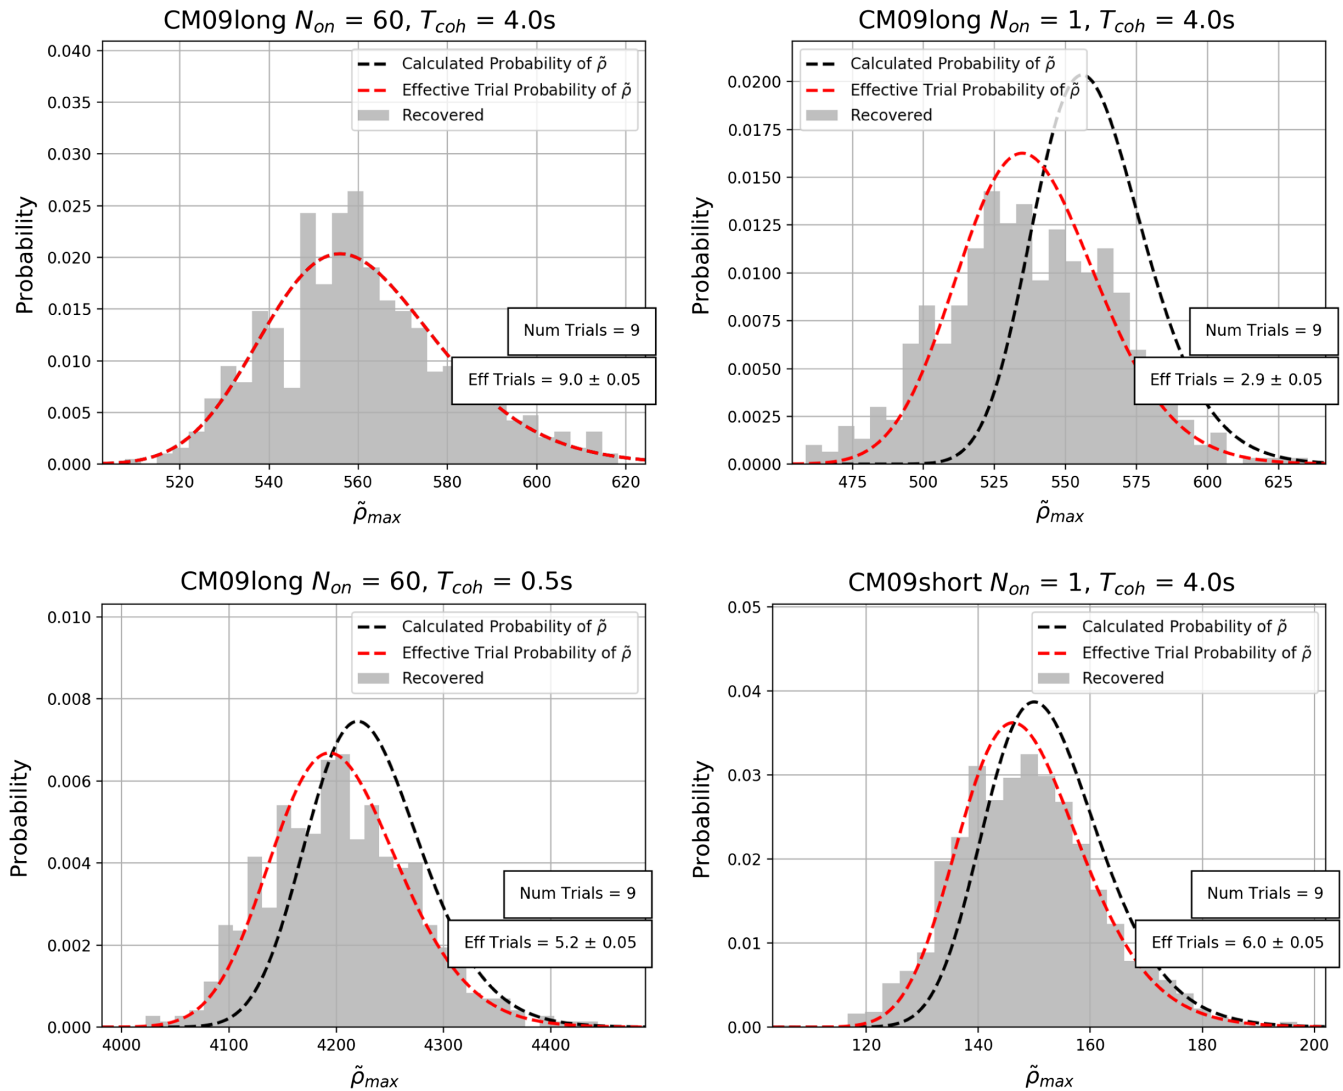 CM09long N_on = 60, T_coh = 4.0s
0.040
0.035
0.030
0.025
0.020
0.015
0.010
0.005
0.000
Probability
Calculated Probability of ρ̃
Effective Trial Probability of ρ̃
Recovered
Num Trials = 9
Eff Trials = 9.0 ± 0.05
520 540 560 580 600 620
ρ̃_max
CM09long N_on = 1, T_coh = 4.0s
0.0200
0.0175
0.0150
0.0125
0.0100
0.0075
0.0050
0.0025
0.0000
Probability
Calculated Probability of ρ̃
Effective Trial Probability of ρ̃
Recovered
Num Trials = 9
Eff Trials = 2.9 ± 0.05
475 500 525 550 575 600 625
ρ̃_max
CM09long N_on = 60, T_coh = 0.5s
0.010
0.008
0.006
0.004
0.002
0.000
Probability
Calculated Probability of ρ̃
Effective Trial Probability of ρ̃
Recovered
Num Trials = 9
Eff Trials = 5.2 ± 0.05
4000 4100 4200 4300 4400
ρ̃_max
CM09short N_on = 1, T_coh = 4.0s
0.05
0.04
0.03
0.02
0.01
0.00
Probability
Calculated Probability of ρ̃
Effective Trial Probability of ρ̃
Recovered
Num Trials = 9
Eff Trials = 6.0 ± 0.05
120 140 160 180 200
ρ̃_max